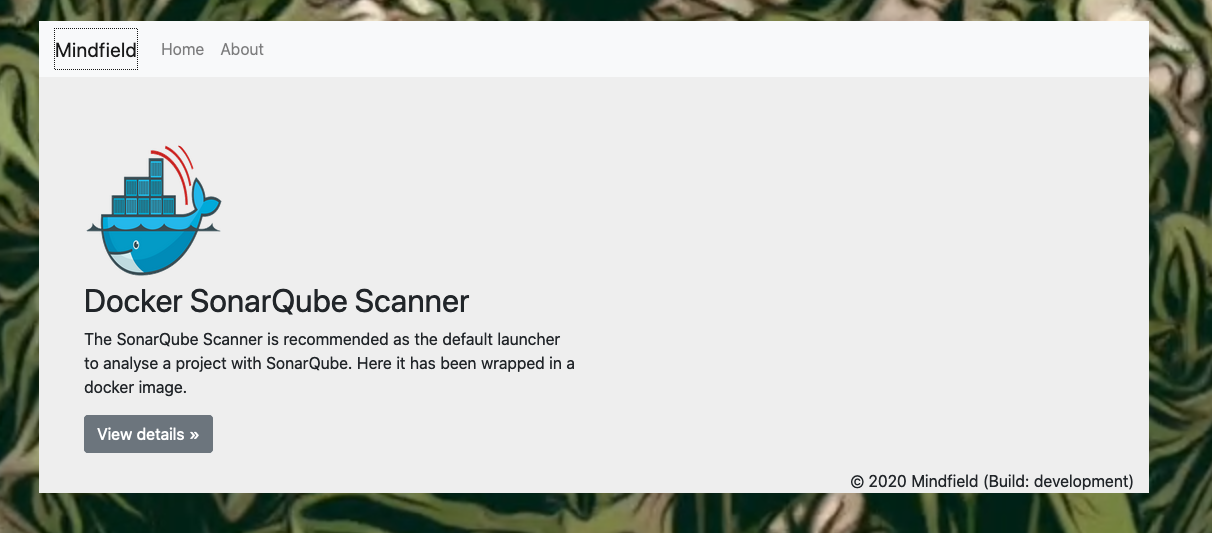 Mindfield Home About
Docker SonarQube Scanner
The SonarQube Scanner is recommended as the default launcher
to analyse a project with SonarQube. Here it has been wrapped in a
docker image.
View details »
© 2020 Mindfield (Build: development)